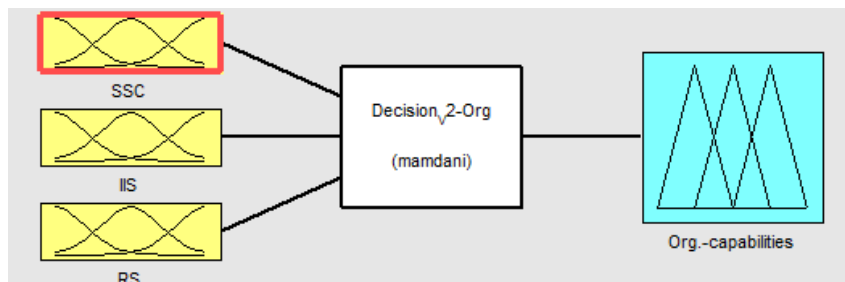 SSC
IIS
RS
Decision_v2-Org
(mamdani)
Org.-capabilities